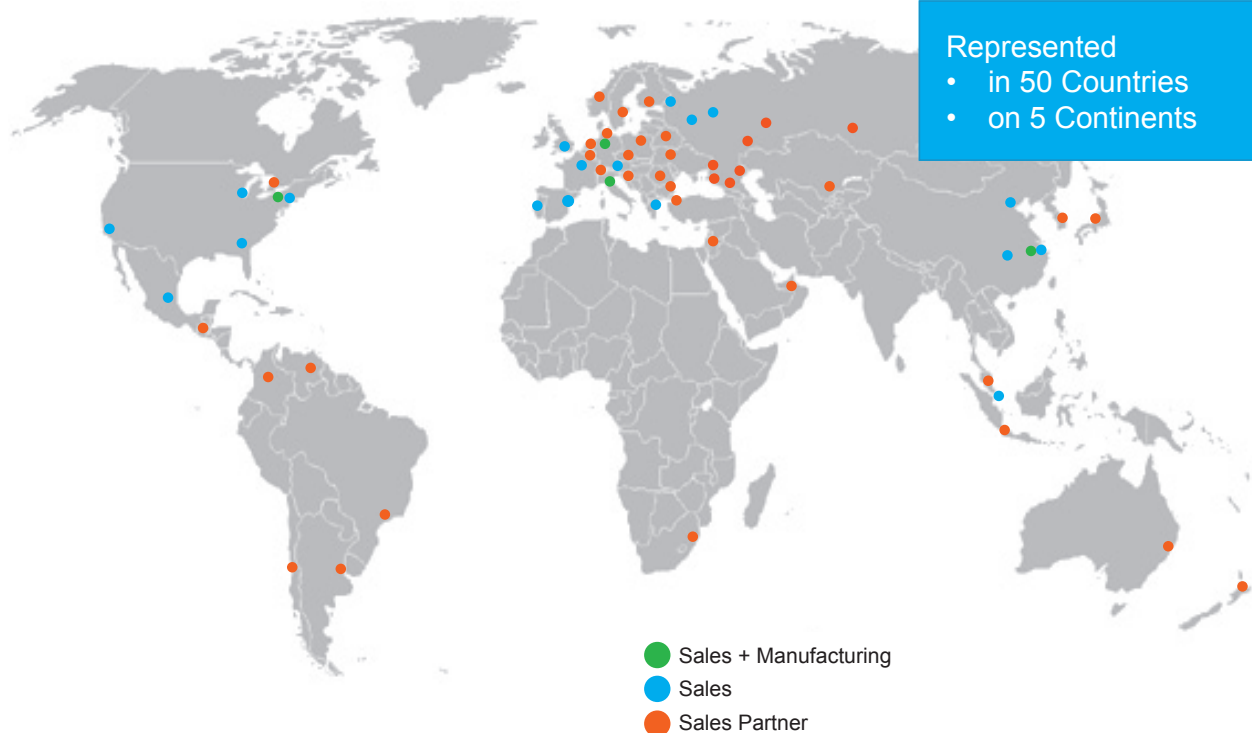 Represented
• in 50 Countries
• on 5 Continents
Sales + Manufacturing
Sales
Sales Partner